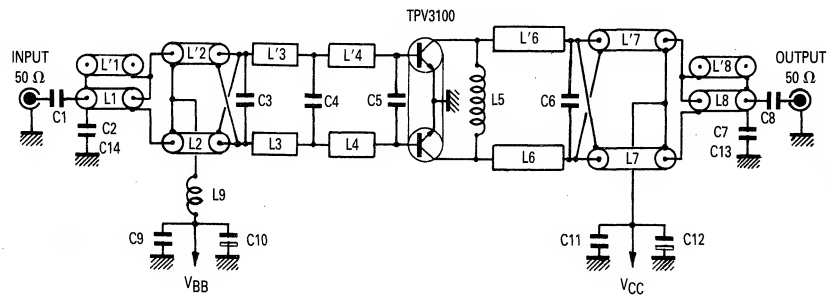 TPV3100
INPUT
50 Ω
L'1
L1
C1
C2
C14
L'2
L2
L9
C9
C10
VBB
L'3
L3
C3
L'4
L4
C4
C5
L5
L'6
L6
C6
L'7
L7
C11
C12
VCC
L'8
L8
C7
C13
C8
OUTPUT
50 Ω